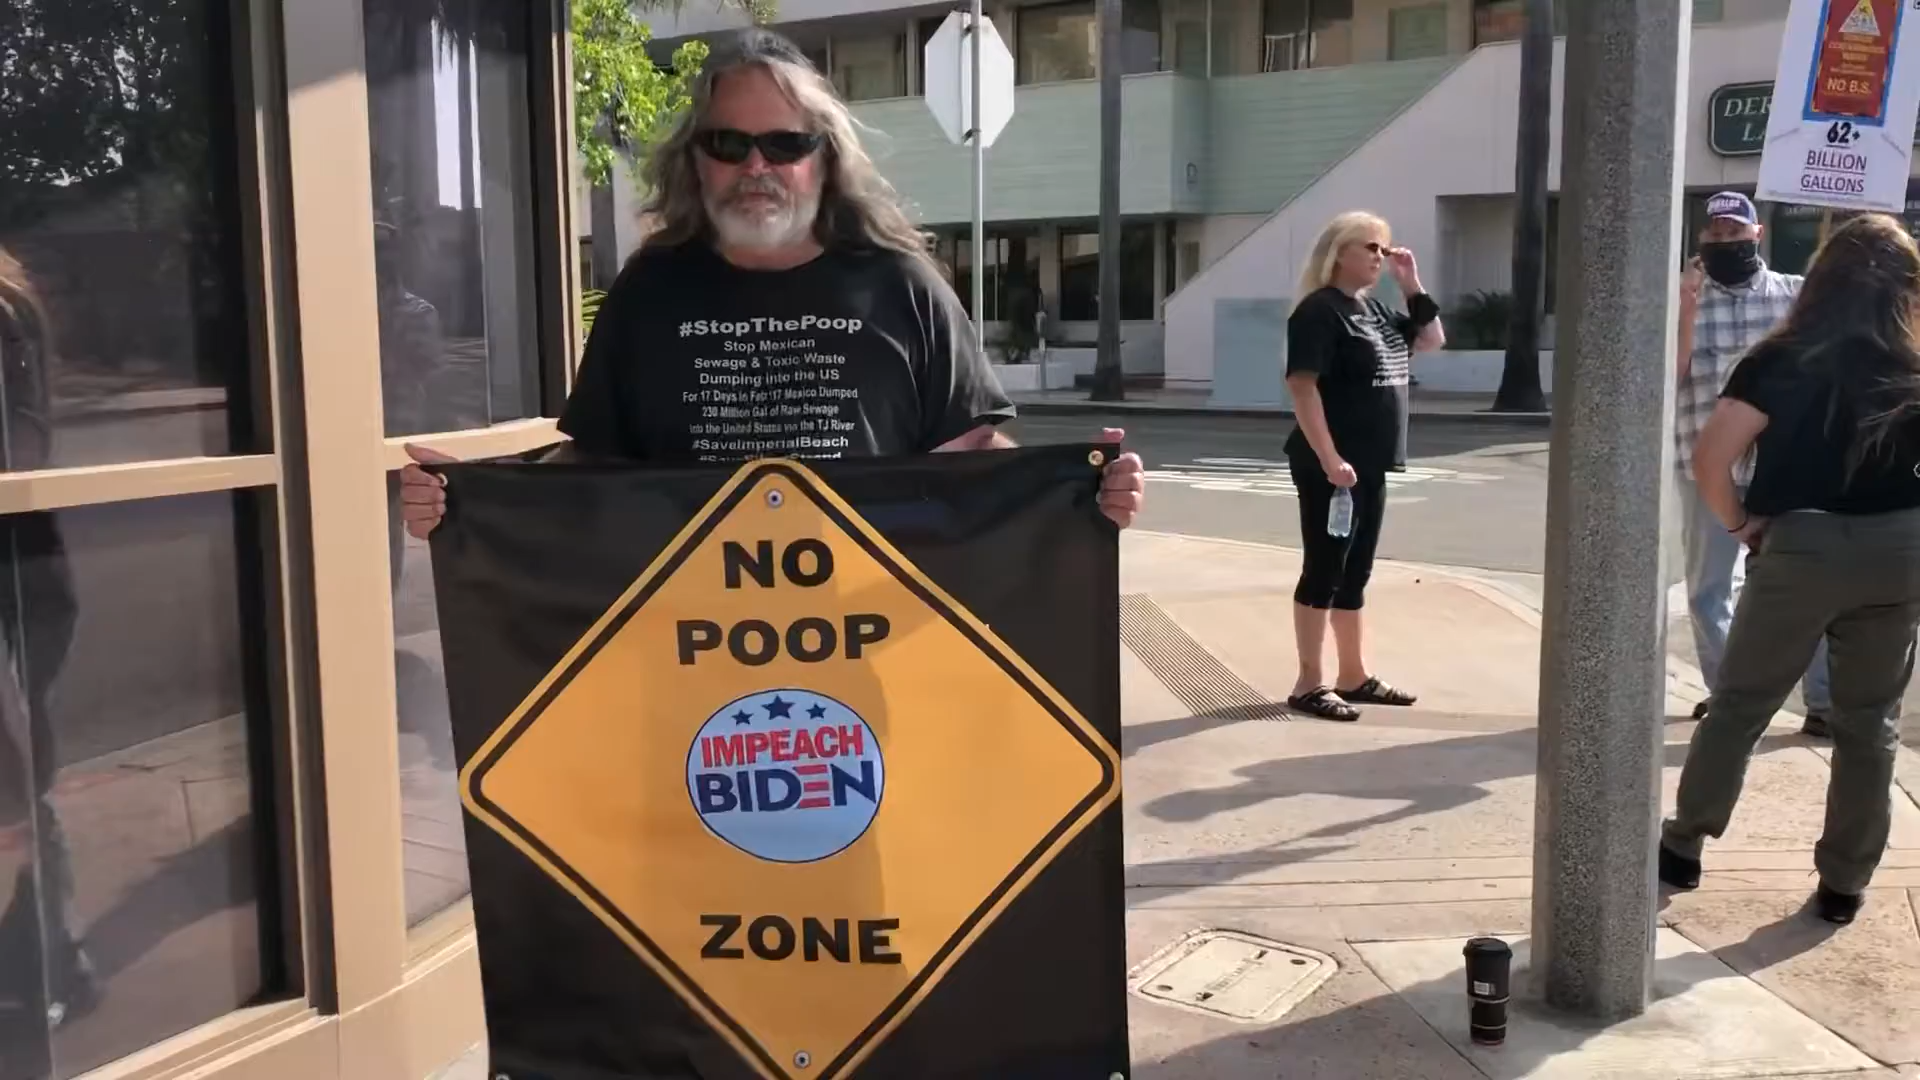 #StopThePoop
Stop Mexican
Sewage & Toxic Waste
Dumping into the US
For 17 Days in Feb '17 Mexico Dumped
230 Million Gal of Raw Sewage
into the United States via the TJ River
#SaveImperialBeach
NO
POOP
IMPEACH
BIDEN
ZONE
NO B.S.
62+
BILLION
GALLONS
DER
LA